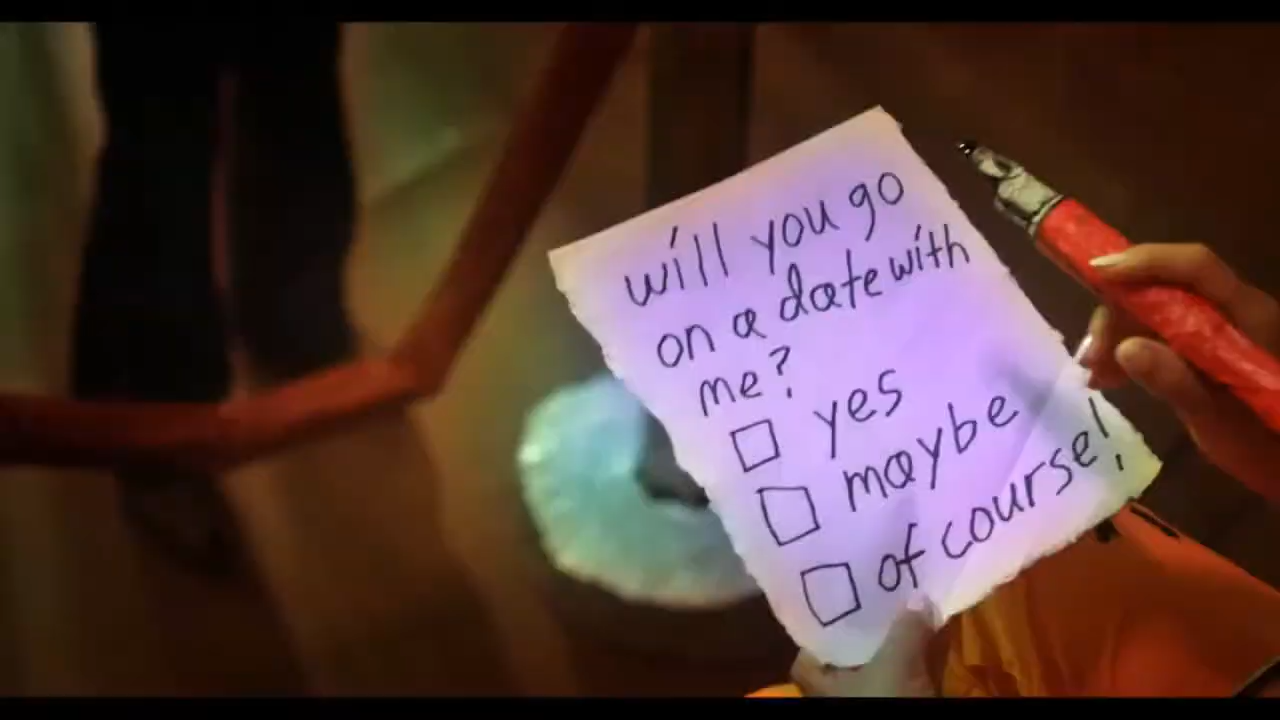 will you go
on a date with
me?
yes
maybe
of course!